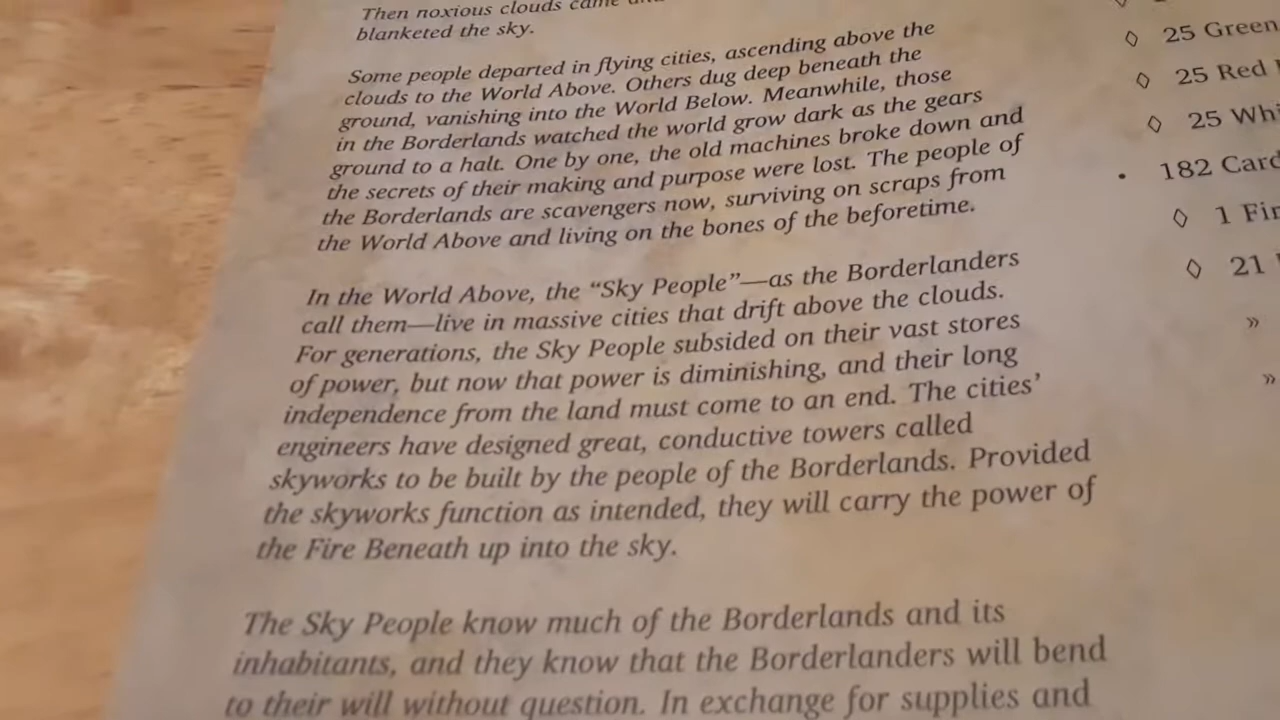 Then noxious clouds came
blanketed the sky.
Some people departed in flying cities, ascending above the
clouds to the World Above. Others dug deep beneath the
ground, vanishing into the World Below. Meanwhile, those
in the Borderlands watched the world grow dark as the gears
ground to a halt. One by one, the old machines broke down and
the secrets of their making and purpose were lost. The people of
the Borderlands are scavengers now, surviving on scraps from
the World Above and living on the bones of the beforetime.
In the World Above, the “Sky People”—as the Borderlanders
call them—live in massive cities that drift above the clouds.
For generations, the Sky People subsided on their vast stores
of power, but now that power is diminishing, and their long
independence from the land must come to an end. The cities’
engineers have designed great, conductive towers called
skyworks to be built by the people of the Borderlands. Provided
the skyworks function as intended, they will carry the power of
the Fire Beneath up into the sky.
The Sky People know much of the Borderlands and its
inhabitants, and they know that the Borderlanders will bend
to their will without question. In exchange for supplies and
◊ 25 Green
◊ 25 Red
◊ 25 Whi
• 182 Card
◊ 1 Fir
◊ 21
»
»